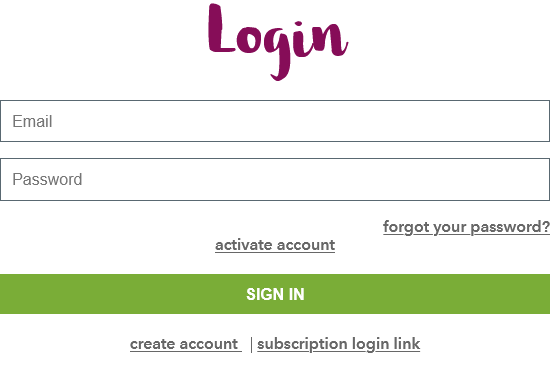 Login
Email
Password
forgot your password?
activate account
SIGN IN
create account | subscription login link